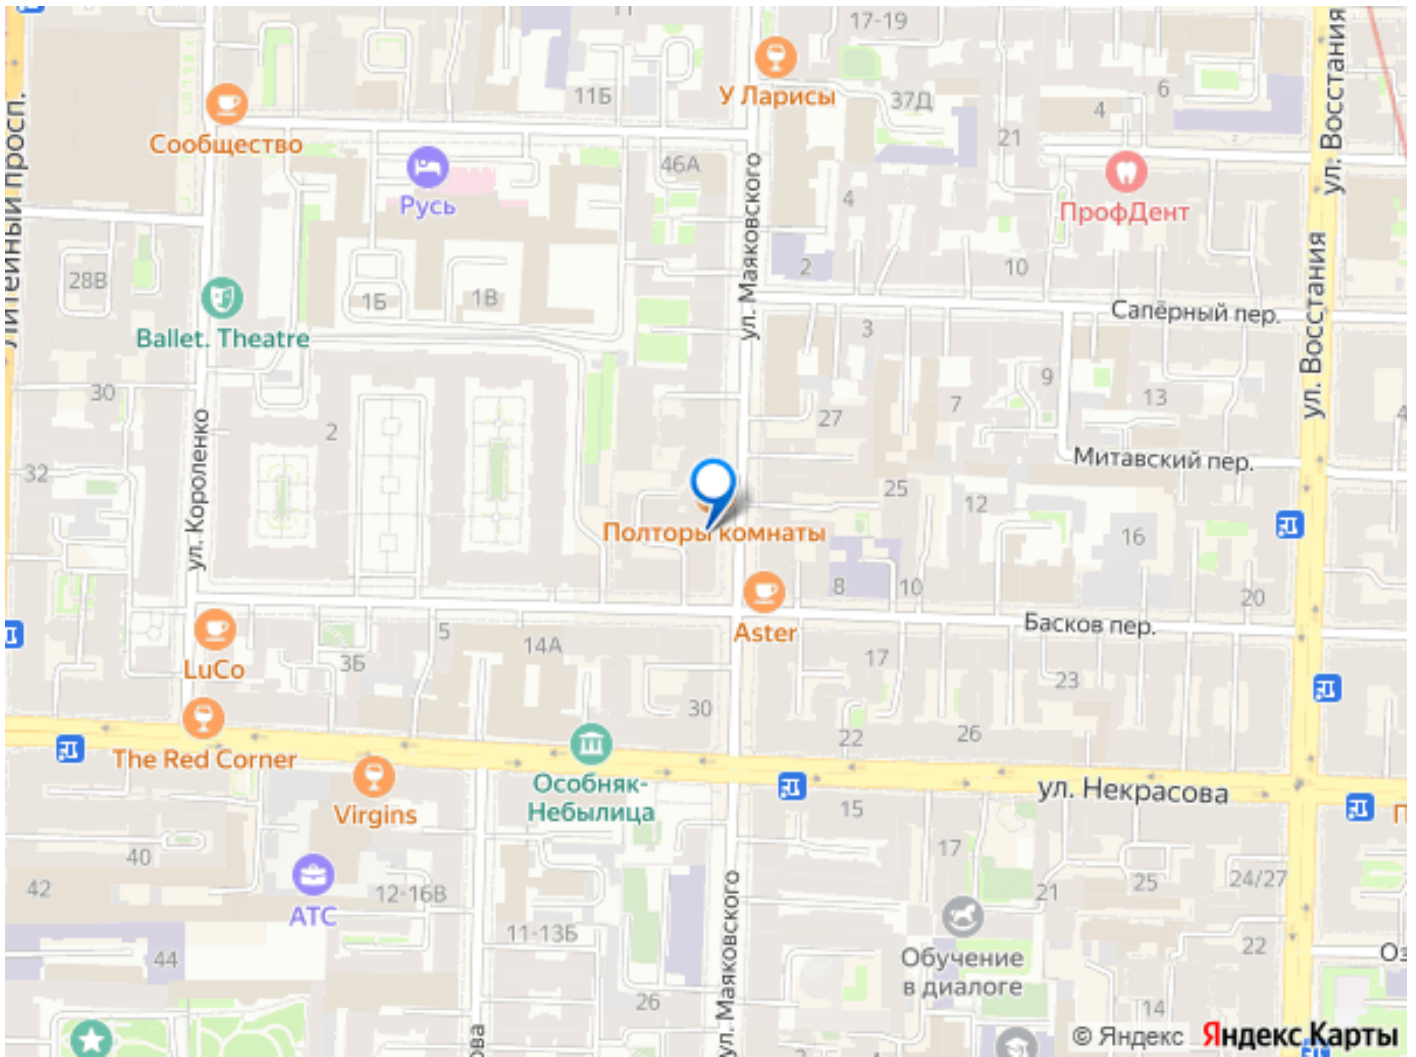 11
17-19
У Ларисы
11Б
37Д
4
6
Сообщество
21
46А
ул. Восстания
Литейный просп.
Русь
ПрофДент
4
ул. Маяковского
28В
1Б
1В
2
10
Сапёрный пер.
Ballet. Theatre
3
ул. Восстания
30
9
13
7
27
2
ул. Короленко
32
Митавский пер.
25
12
Полторы комнаты
16
8
10
20
Aster
Басков пер.
5
14А
LuCo
3Б
17
23
30
22
26
The Red Corner
Особняк-
Небылица
ул. Некрасова
Virgins
15
40
17
42
АТС
12-16В
21
25
24/27
ул. Маяковского
11-13Б
22
44
Обучение
в диалоге
26
14
© Яндекс Яндекс Карты